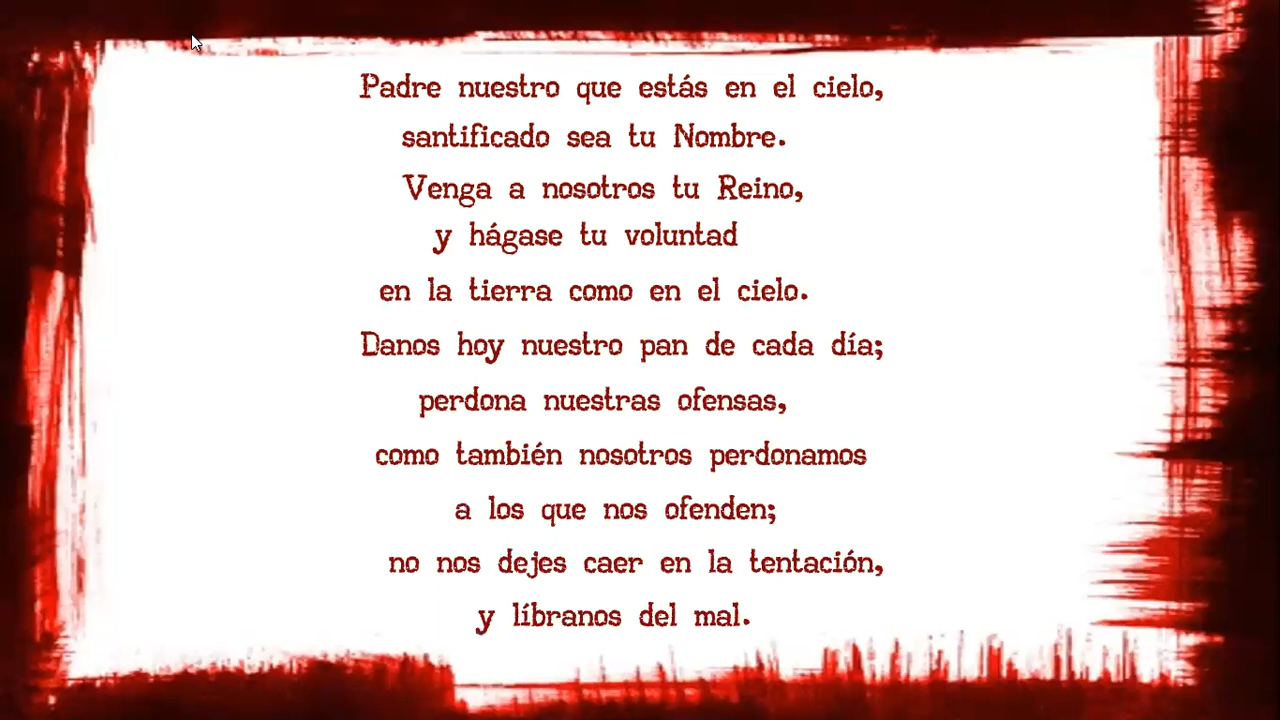 Padre nuestro que estás en el cielo,
santificado sea tu Nombre.
Venga a nosotros tu Reino,
y hágase tu voluntad
en la tierra como en el cielo.
Danos hoy nuestro pan de cada día;
perdona nuestras ofensas,
como también nosotros perdonamos
a los que nos ofenden;
no nos dejes caer en la tentación,
y líbranos del mal.